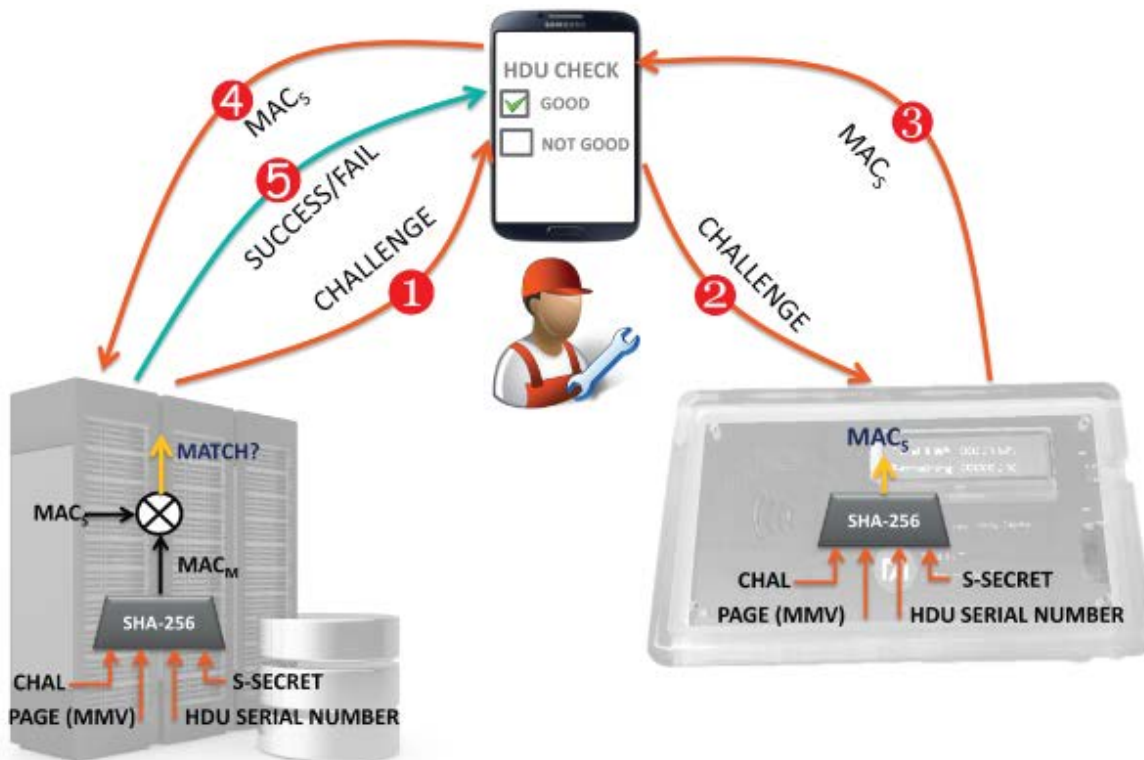 SAMSUNG
HDU CHECK
GOOD
NOT GOOD
4
MACS
5
SUCCESS/FAIL
CHALLENGE
1
CHALLENGE
2
3
MACS
MATCH?
MACS
MACM
SHA-256
CHAL
S-SECRET
PAGE (MMV)
HDU SERIAL NUMBER
MACS
SHA-256
CHAL
S-SECRET
PAGE (MMV)
HDU SERIAL NUMBER